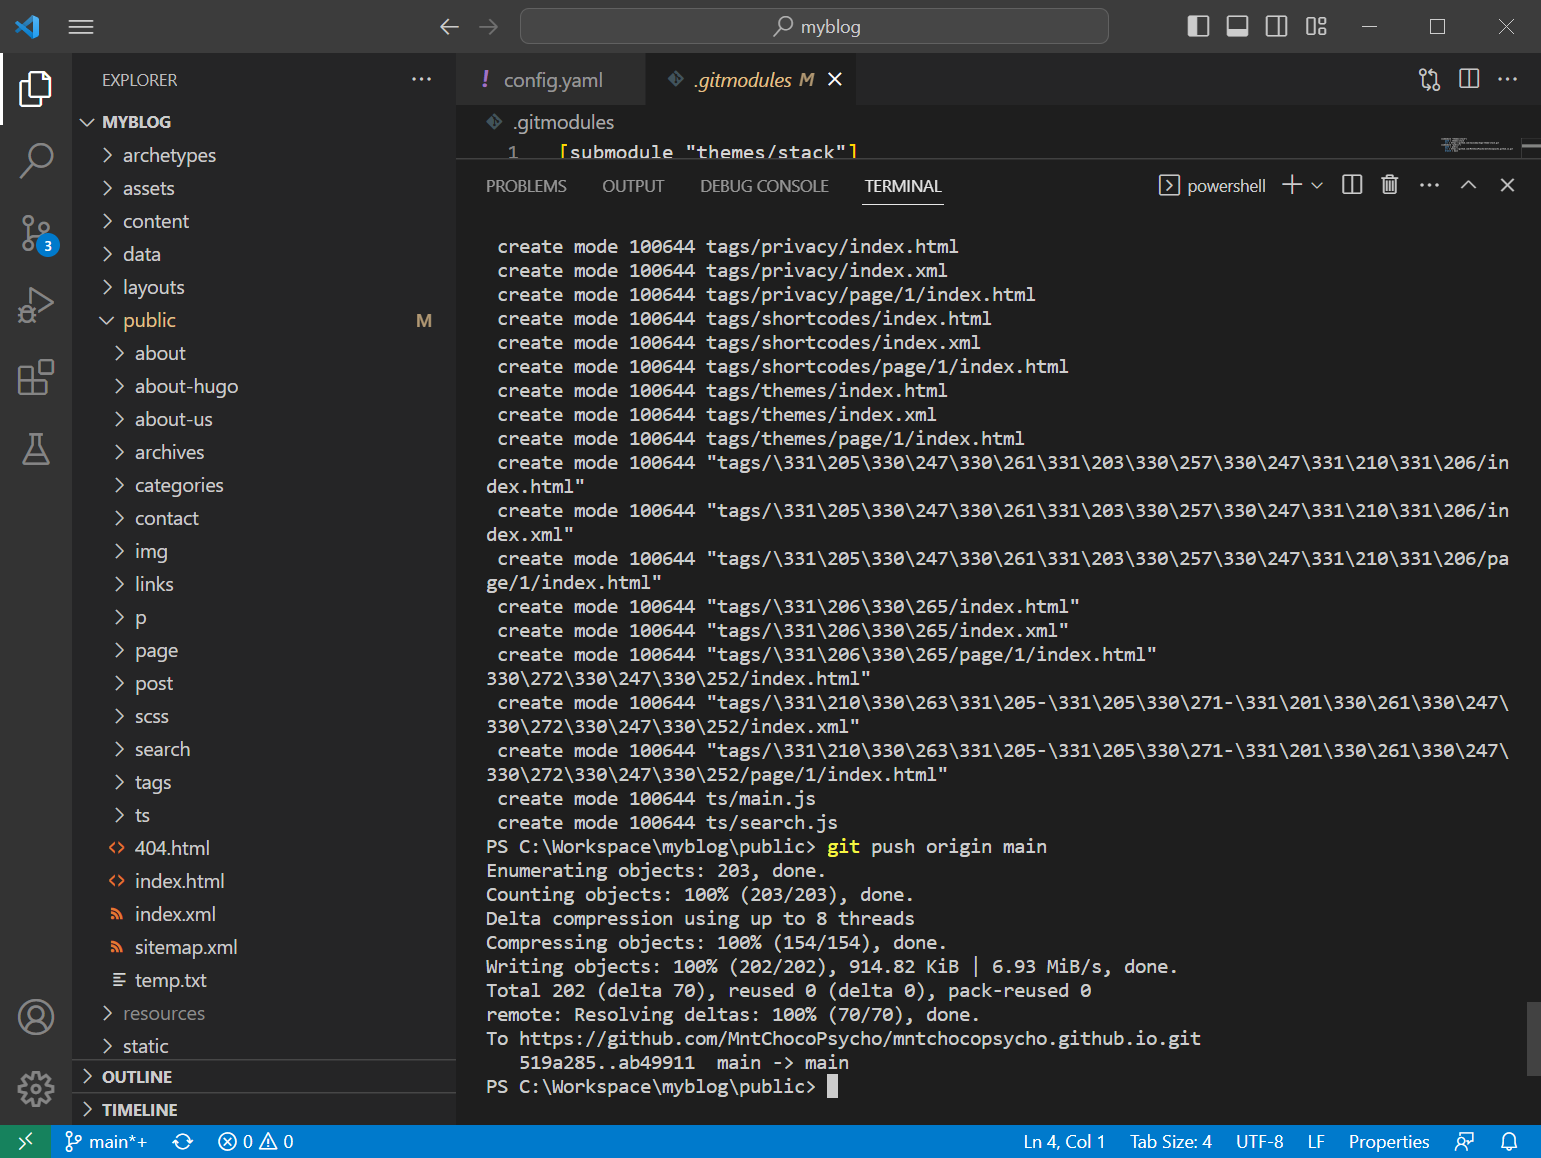 myblog
EXPLORER
MYBLOG
archetypes
assets
content
data
layouts
public M
about
about-hugo
about-us
archives
categories
contact
img
links
p
page
post
scss
search
tags
ts
404.html
index.html
index.xml
sitemap.xml
temp.txt
resources
static
OUTLINE
TIMELINE
3
! config.yaml
.gitmodules M
.gitmodules
1 [submodule "themes/stack"]
PROBLEMS OUTPUT DEBUG CONSOLE TERMINAL powershell
create mode 100644 tags/privacy/index.html
create mode 100644 tags/privacy/index.xml
create mode 100644 tags/privacy/page/1/index.html
create mode 100644 tags/shortcodes/index.html
create mode 100644 tags/shortcodes/index.xml
create mode 100644 tags/shortcodes/page/1/index.html
create mode 100644 tags/themes/index.html
create mode 100644 tags/themes/index.xml
create mode 100644 tags/themes/page/1/index.html
create mode 100644 "tags/\331\205\330\247\330\261\331\203\330\257\330\247\331\210\331\206/in
dex.html"
create mode 100644 "tags/\331\205\330\247\330\261\331\203\330\257\330\247\331\210\331\206/in
dex.xml"
create mode 100644 "tags/\331\205\330\247\330\261\331\203\330\257\330\247\331\210\331\206/pa
ge/1/index.html"
create mode 100644 "tags/\331\206\330\265/index.html"
create mode 100644 "tags/\331\206\330\265/index.xml"
create mode 100644 "tags/\331\206\330\265/page/1/index.html"
330\272\330\247\330\252/index.html"
create mode 100644 "tags/\331\210\330\263\331\205-\331\205\330\271-\331\201\330\261\330\247\
330\272\330\247\330\252/index.xml"
create mode 100644 "tags/\331\210\330\263\331\205-\331\205\330\271-\331\201\330\261\330\247\
330\272\330\247\330\252/page/1/index.html"
create mode 100644 ts/main.js
create mode 100644 ts/search.js
PS C:\Workspace\myblog\public> git push origin main
Enumerating objects: 203, done.
Counting objects: 100% (203/203), done.
Delta compression using up to 8 threads
Compressing objects: 100% (154/154), done.
Writing objects: 100% (202/202), 914.82 KiB | 6.93 MiB/s, done.
Total 202 (delta 70), reused 0 (delta 0), pack-reused 0
remote: Resolving deltas: 100% (70/70), done.
To https://github.com/MntChocoPsycho/mntchocopsycho.github.io.git
519a285..ab49911 main -> main
PS C:\Workspace\myblog\public>
main*+ 0 0 Ln 4, Col 1 Tab Size: 4 UTF-8 LF Properties